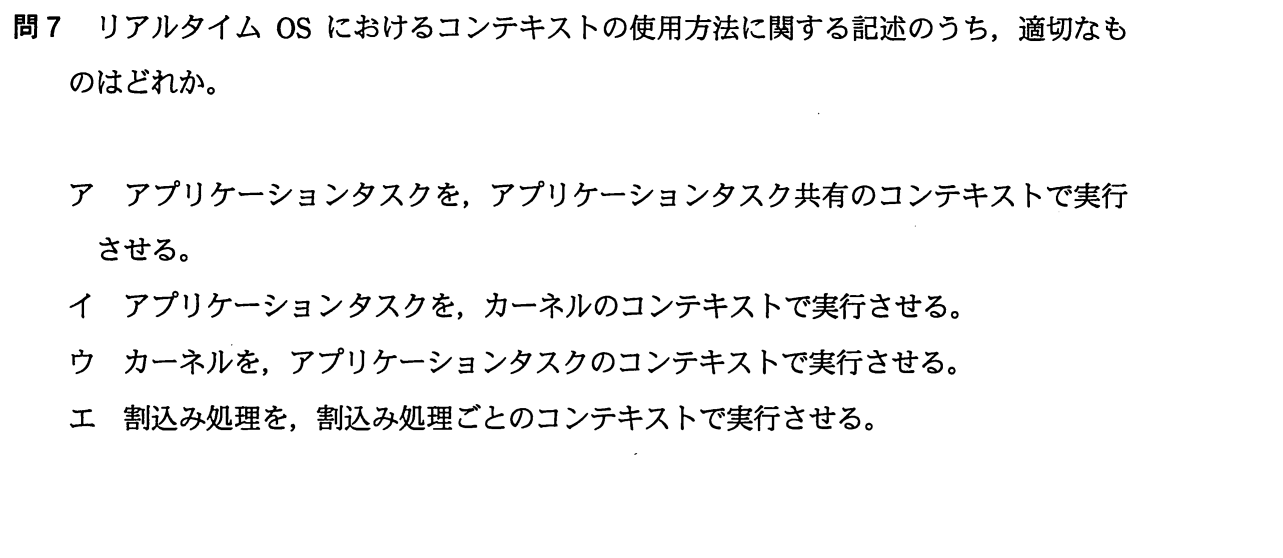 問7 リアルタイム OS におけるコンテキストの使用方法に関する記述のうち，適切なも
のはどれか。
ア アプリケーションタスクを，アプリケーションタスク共有のコンテキストで実行
させる。
イ アプリケーションタスクを，カーネルのコンテキストで実行させる。
ウ カーネルを，アプリケーションタスクのコンテキストで実行させる。
エ 割込み処理を，割込み処理ごとのコンテキストで実行させる。